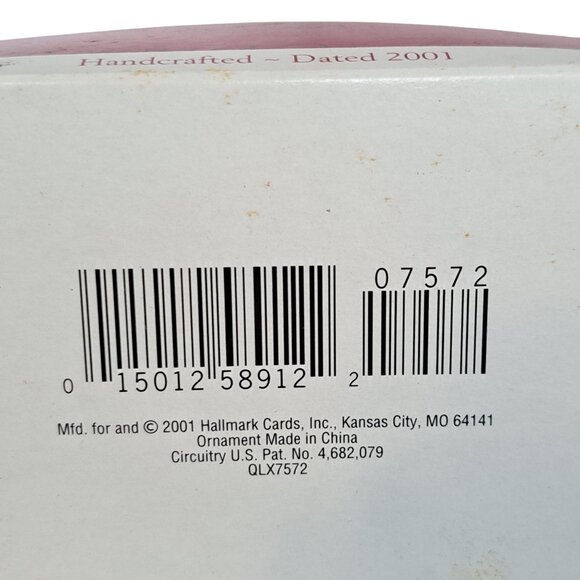 Handcrafted ~ Dated 2001
07572
0 15012 58912 2
Mfd. for and © 2001 Hallmark Cards, Inc., Kansas City, MO 64141
Ornament Made in China
Circuitry U.S. Pat. No. 4,682,079
QLX7572